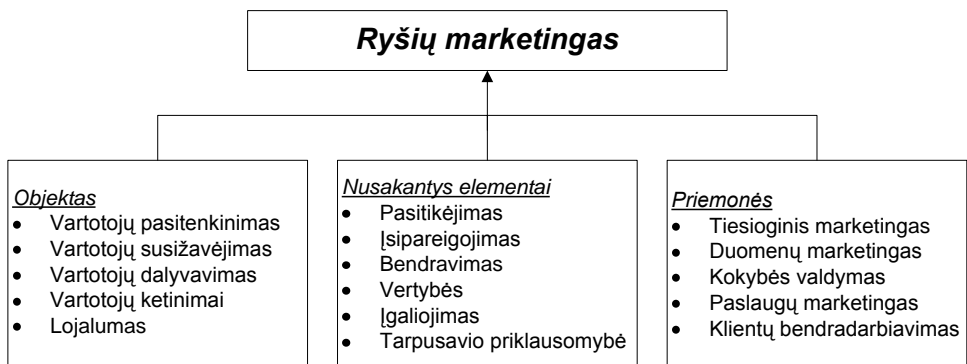 Ryšių marketingas
Objektas
• Vartotojų pasitenkinimas
• Vartotojų susižavėjimas
• Vartotojų dalyvavimas
• Vartotojų ketinimai
• Lojalumas
Nusakantys elementai
• Pasitikėjimas
• Įsipareigojimas
• Bendravimas
• Vertybės
• Įgaliojimas
• Tarpusavio priklausomybė
Priemonės
• Tiesioginis marketingas
• Duomenų marketingas
• Kokybės valdymas
• Paslaugų marketingas
• Klientų bendradarbiavimas